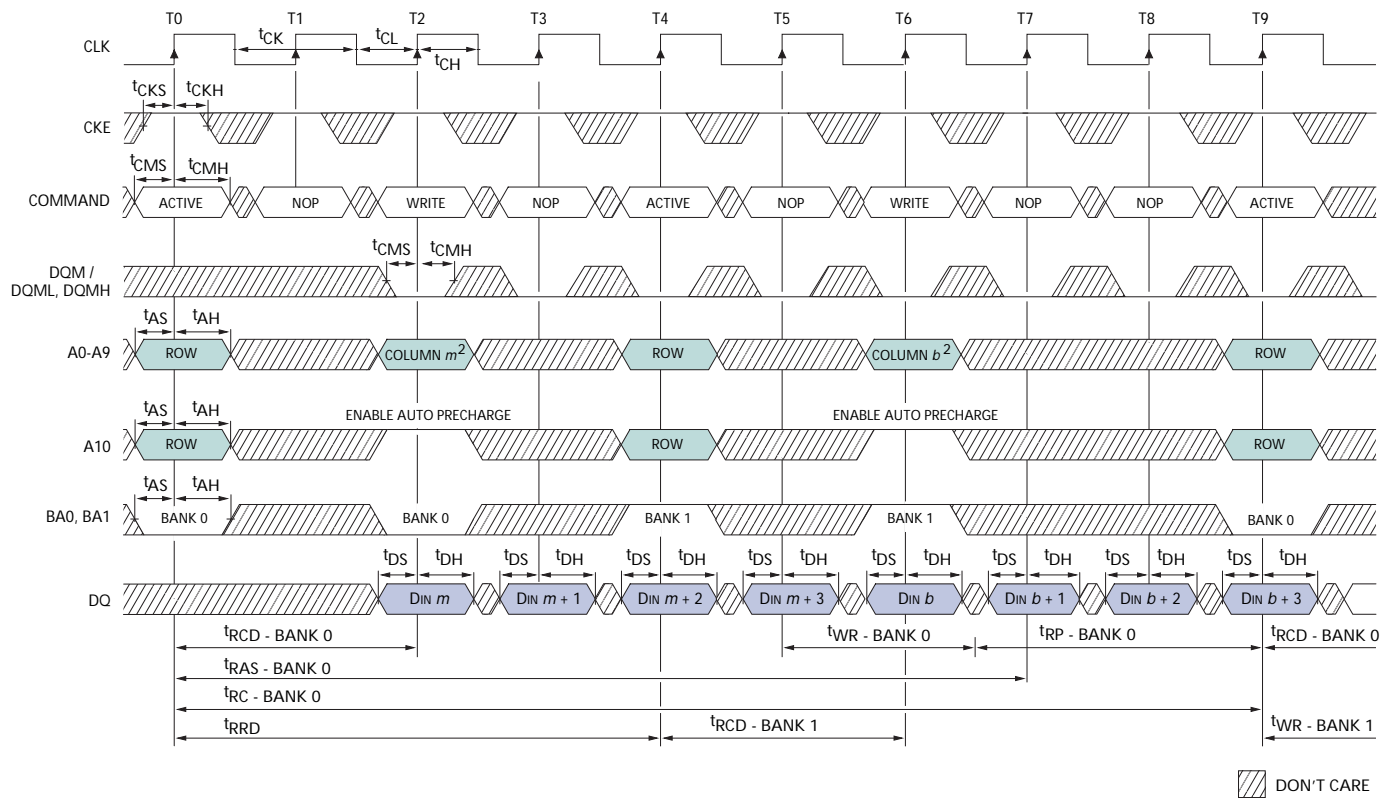 T0 T1 T2 T3 T4 T5 T6 T7 T8 T9
CLK tCK tCL
tCH
tCKS tCKH
CKE
tCMS tCMH
COMMAND ACTIVE NOP WRITE NOP ACTIVE NOP WRITE NOP NOP ACTIVE
tCMS tCMH
DQM /
DQML, DQMH
tAS tAH
A0-A9 ROW COLUMN m2 ROW COLUMN b2 ROW
tAS tAH ENABLE AUTO PRECHARGE ENABLE AUTO PRECHARGE
A10 ROW ROW ROW
tAS tAH
BA0, BA1 BANK 0 BANK 0 BANK 1 BANK 1 BANK 0
tDS tDH tDS tDH tDS tDH tDS tDH tDS tDH tDS tDH tDS tDH tDS tDH
DQ DIN m DIN m + 1 DIN m + 2 DIN m + 3 DIN b DIN b + 1 DIN b + 2 DIN b + 3
tRCD - BANK 0 tWR - BANK 0 tRP - BANK 0 tRCD - BANK 0
tRAS - BANK 0
tRC - BANK 0
tRRD tRCD - BANK 1 tWR - BANK 1
DON'T CARE